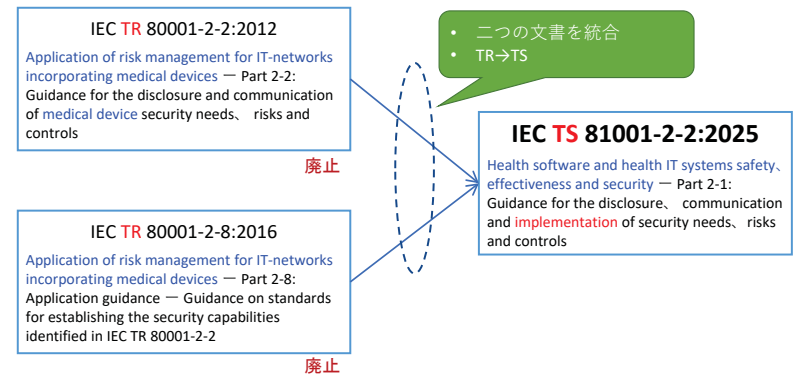 IEC TR 80001-2-2:2012
Application of risk management for IT-networks
incorporating medical devices － Part 2-2:
Guidance for the disclosure and communication
of medical device security needs、 risks and
controls
廃止
• 二つの文書を統合
• TR→TS
IEC TS 81001-2-2:2025
Health software and health IT systems safety、
effectiveness and security － Part 2-1:
Guidance for the disclosure、 communication
and implementation of security needs、risks
and controls
IEC TR 80001-2-8:2016
Application of risk management for IT-networks
incorporating medical devices － Part 2-8:
Application guidance － Guidance on standards
for establishing the security capabilities
identified in IEC TR 80001-2-2
廃止